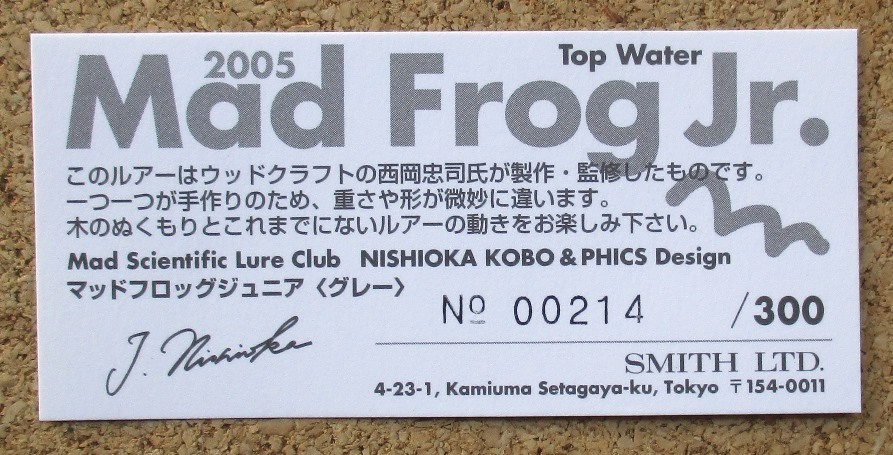 2005
Top Water
Mad Frog Jr.
このルアーはウッドクラフトの西岡忠司氏が製作・監修したものです。
一つ一つが手作りのため、重さや形が微妙に違います。
木のぬくもりとこれまでにないルアーの動きをお楽しみ下さい。
Mad Scientific Lure Club NISHIOKA KOBO & PHICS Design
マッドフロッグジュニア〈グレー〉
No 00214 /300
J. Nishioka
SMITH LTD.
4-23-1, Kamiuma Setagaya-ku, Tokyo 〒154-0011